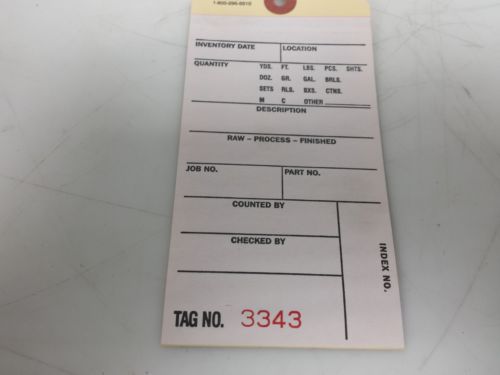 1-800-295-5510
INVENTORY DATE LOCATION
QUANTITY YDS. FT. LBS. PCS. SHTS.
DOZ. GR. GAL. BRLS.
SETS RLS. BXS. CTNS.
M C OTHER
DESCRIPTION
RAW – PROCESS – FINISHED
JOB NO. PART NO.
COUNTED BY
CHECKED BY
INDEX NO.
TAG NO. 3343